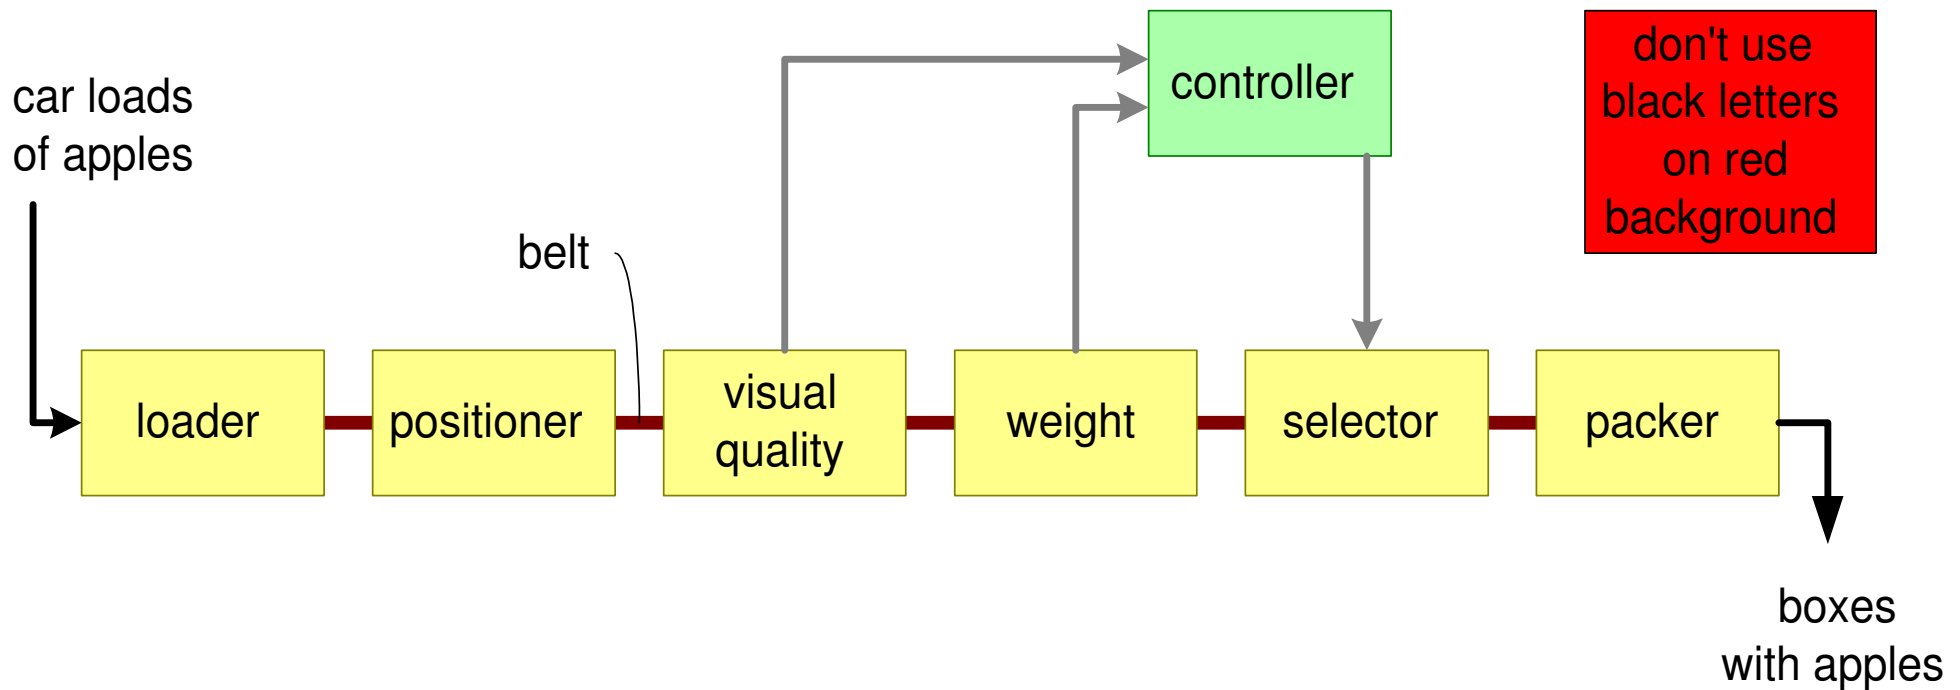 car loads
of apples
controller
don't use
black letters
on red
background
belt
loader
positioner
visual
quality
weight
selector
packer
boxes
with apples